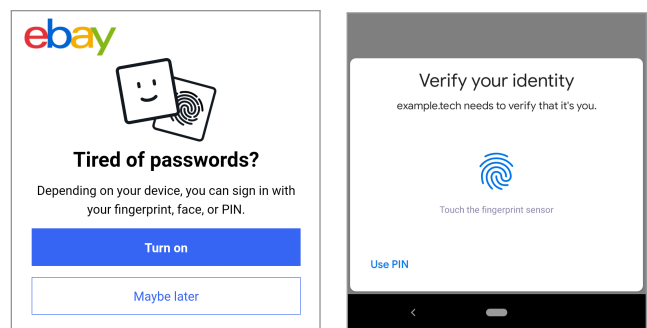 ebay
Tired of passwords?
Depending on your device, you can sign in with
your fingerprint, face, or PIN.
Turn on
Maybe later
Verify your identity
example.tech needs to verify that it's you.
Touch the fingerprint sensor
Use PIN